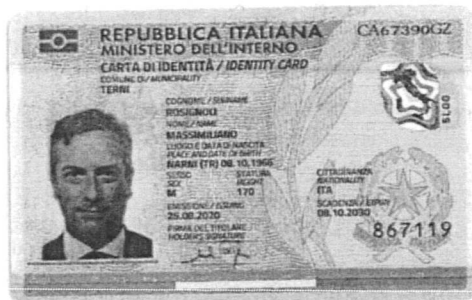 REPUBBLICA ITALIANA
CA67390GZ
MINISTERO DELL'INTERNO
CARTA DI IDENTITÀ / IDENTITY CARD
COMUNE DI / MUNICIPALITY
TERNI
COGNOME / SURNAME
ROSIGNOLI
NOME / NAME
MASSIMILIANO
LUOGO E DATA DI NASCITA
PLACE AND DATE OF BIRTH
NARNI (TR) 08.10.1966
SESSO STATURA CITTADINANZA
SEX HEIGHT NATIONALITY
M 170 ITA
EMISSIONE / ISSUING SCADENZA / EXPIRY
25.08.2020 08.10.2030
FIRMA DEL TITOLARE
HOLDER'S SIGNATURE
867119